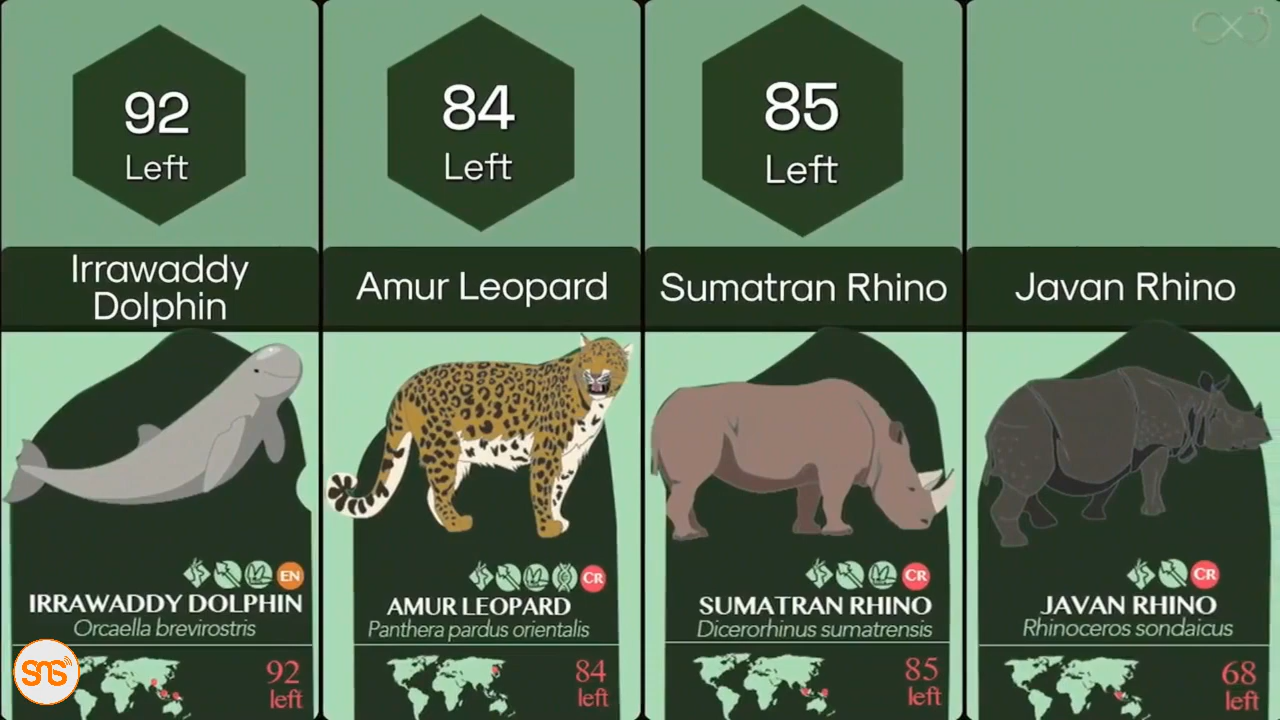 92
Left
84
Left
85
Left
Irrawaddy
Dolphin
Amur Leopard
Sumatran Rhino
Javan Rhino
EN
IRRAWADDY DOLPHIN
Orcaella brevirostris
92
left
CR
AMUR LEOPARD
Panthera pardus orientalis
84
left
CR
SUMATRAN RHINO
Dicerorhinus sumatrensis
85
left
CR
JAVAN RHINO
Rhinoceros sondaicus
68
left
SNS